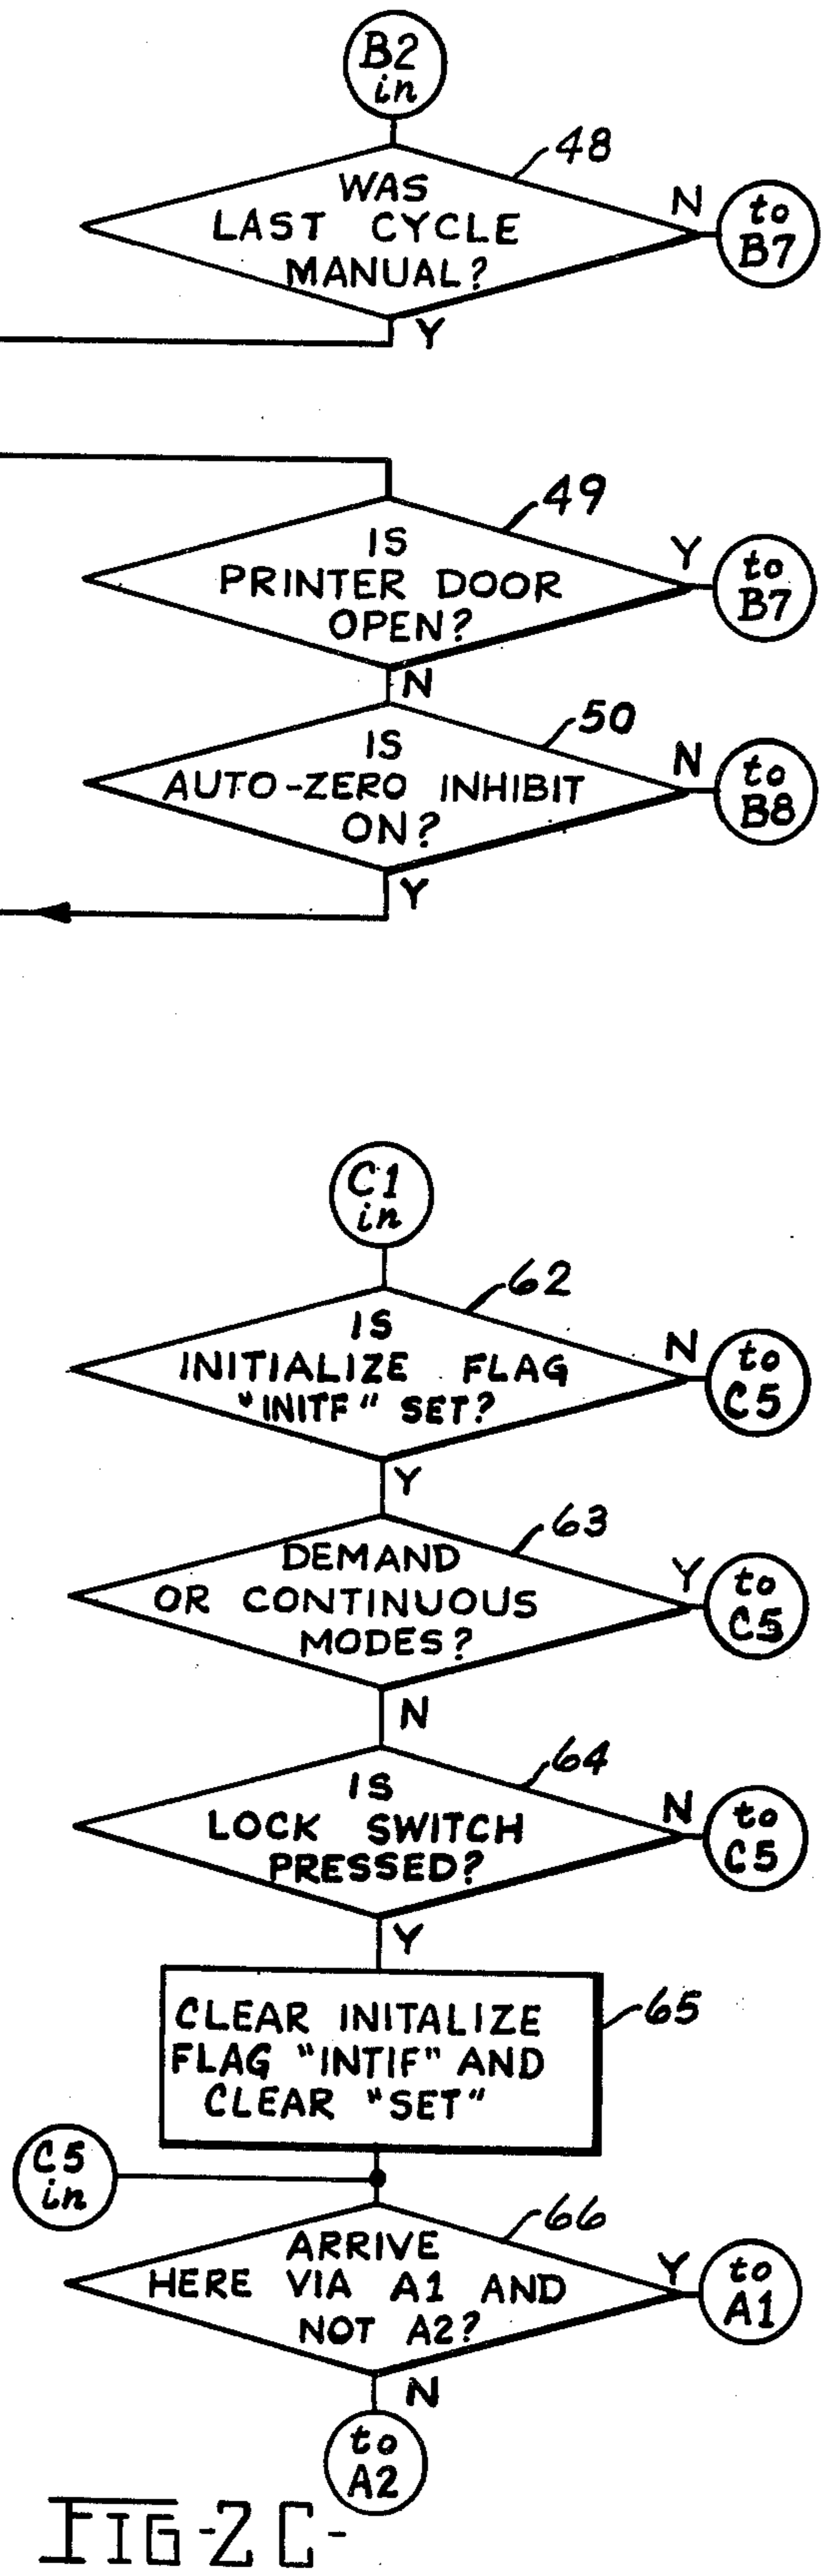 B2
in
48
WAS
LAST CYCLE
MANUAL?
N
to
B7
Y
49
IS
PRINTER DOOR
OPEN?
Y
to
B7
N
50
IS
AUTO-ZERO INHIBIT
ON?
N
to
B8
Y
C1
in
62
IS
INITIALIZE FLAG
"INITF" SET?
N
to
C5
Y
63
DEMAND
OR CONTINUOUS
MODES?
Y
to
C5
N
64
IS
LOCK SWITCH
PRESSED?
N
to
C5
Y
65
CLEAR INITALIZE
FLAG "INTIF" AND
CLEAR "SET"
C5
in
66
ARRIVE
HERE VIA A1 AND
NOT A2?
Y
to
A1
N
to
A2
FIG-2C-